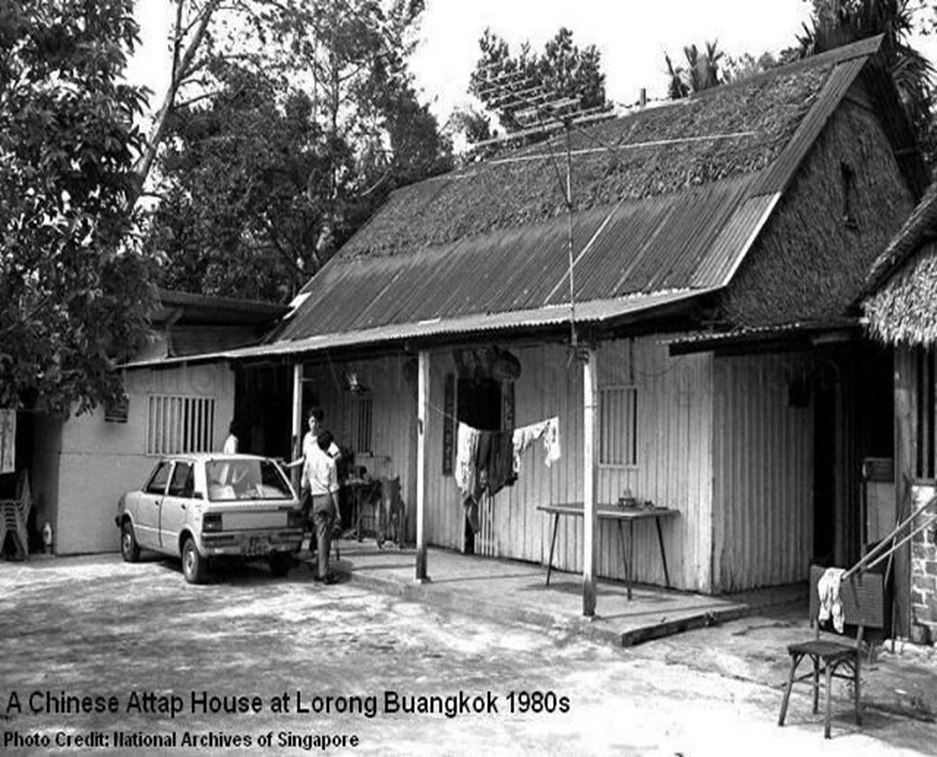 A Chinese Attap House at Lorong Buangkok 1980s
Photo Credit: National Archives of Singapore